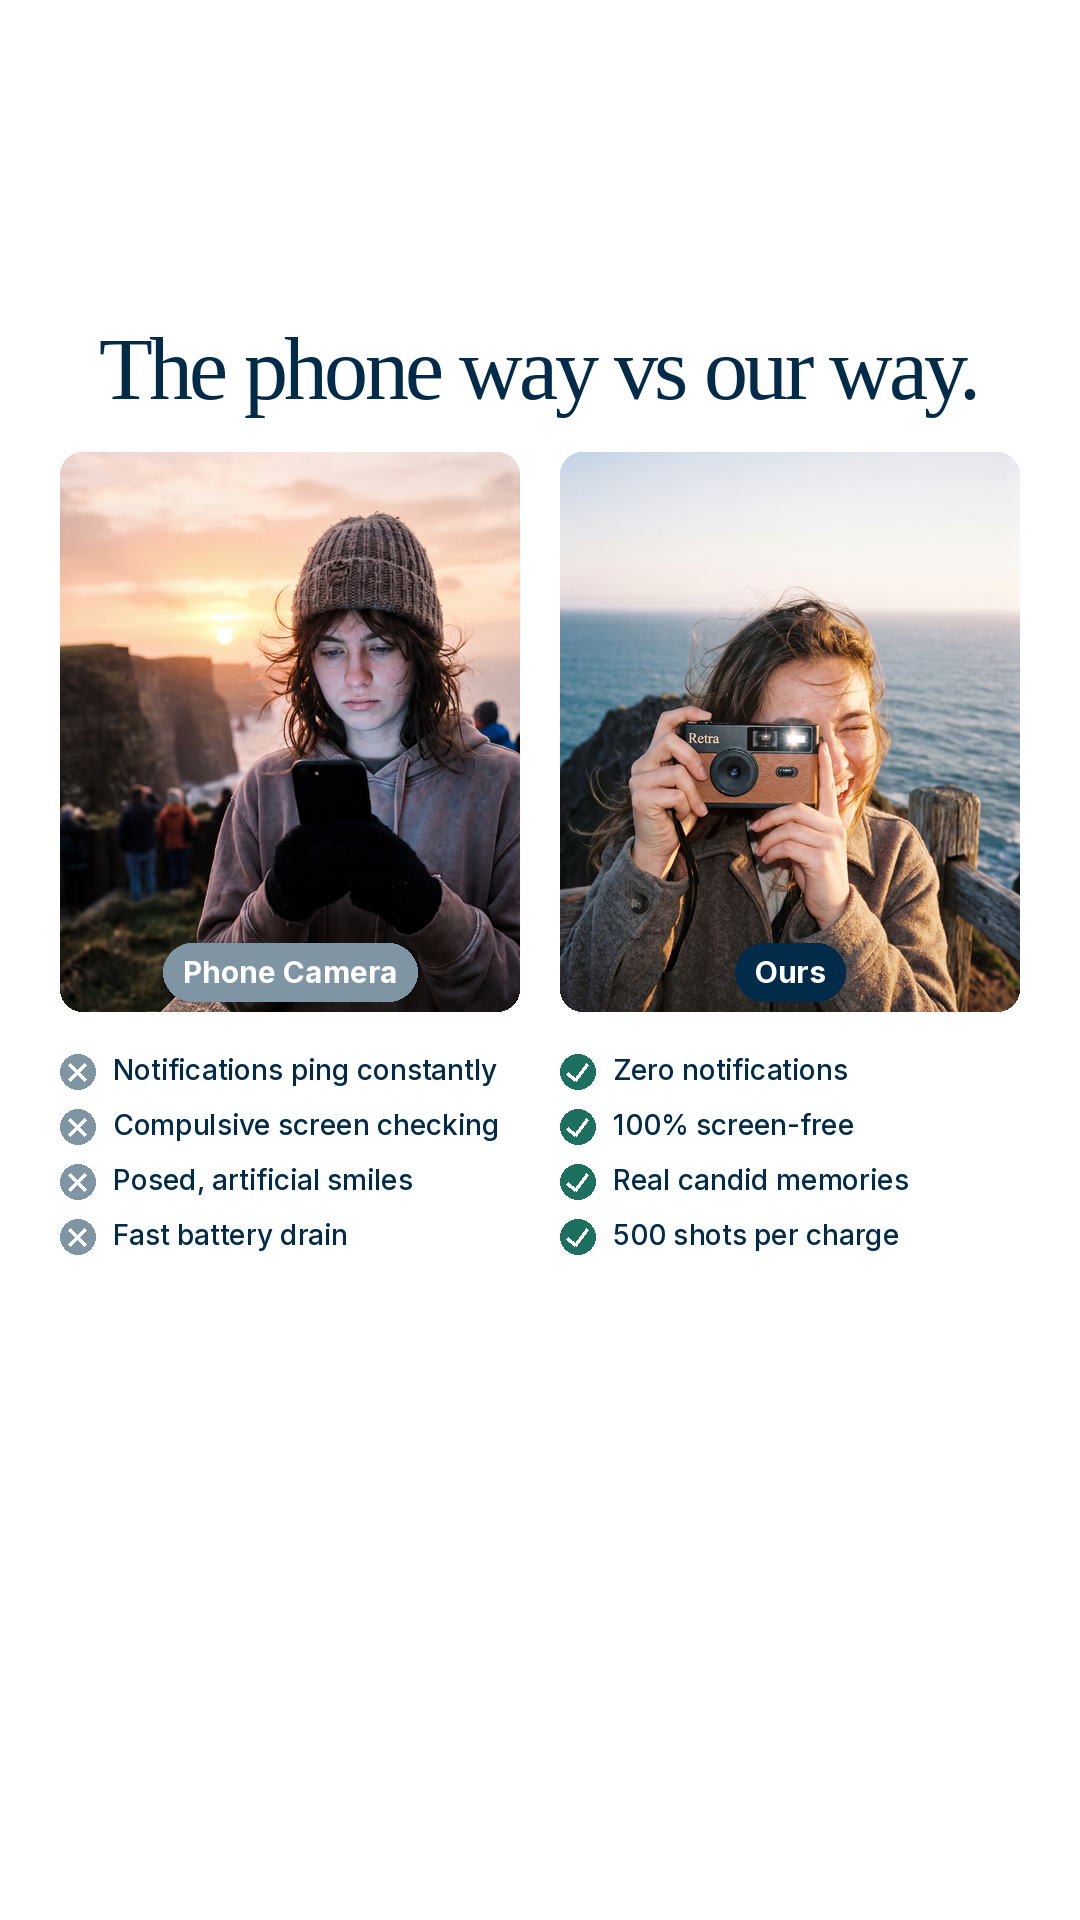 The phone way vs our way.
Retra
Phone Camera
Ours
Notifications ping constantly
Compulsive screen checking
Posed, artificial smiles
Fast battery drain
Zero notifications
100% screen-free
Real candid memories
500 shots per charge